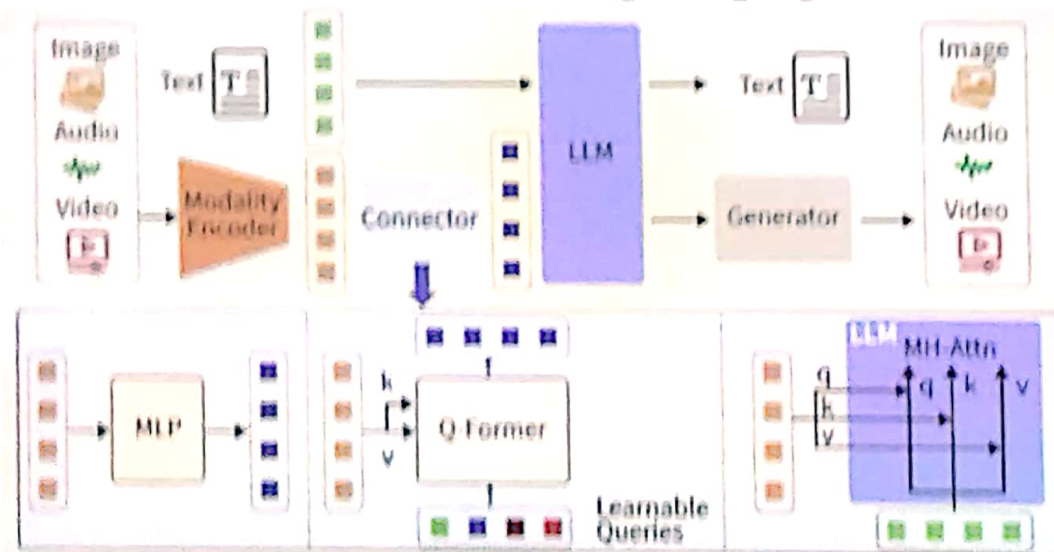 Image
Audio
Video
Text
T
Modality
Encoder
Connector
LLM
Text
T
Generator
Image
Audio
Video
MLP
k
v
Q-Former
Learnable
Queries
LLM
MH-Attn
q
k
v
q
k
v